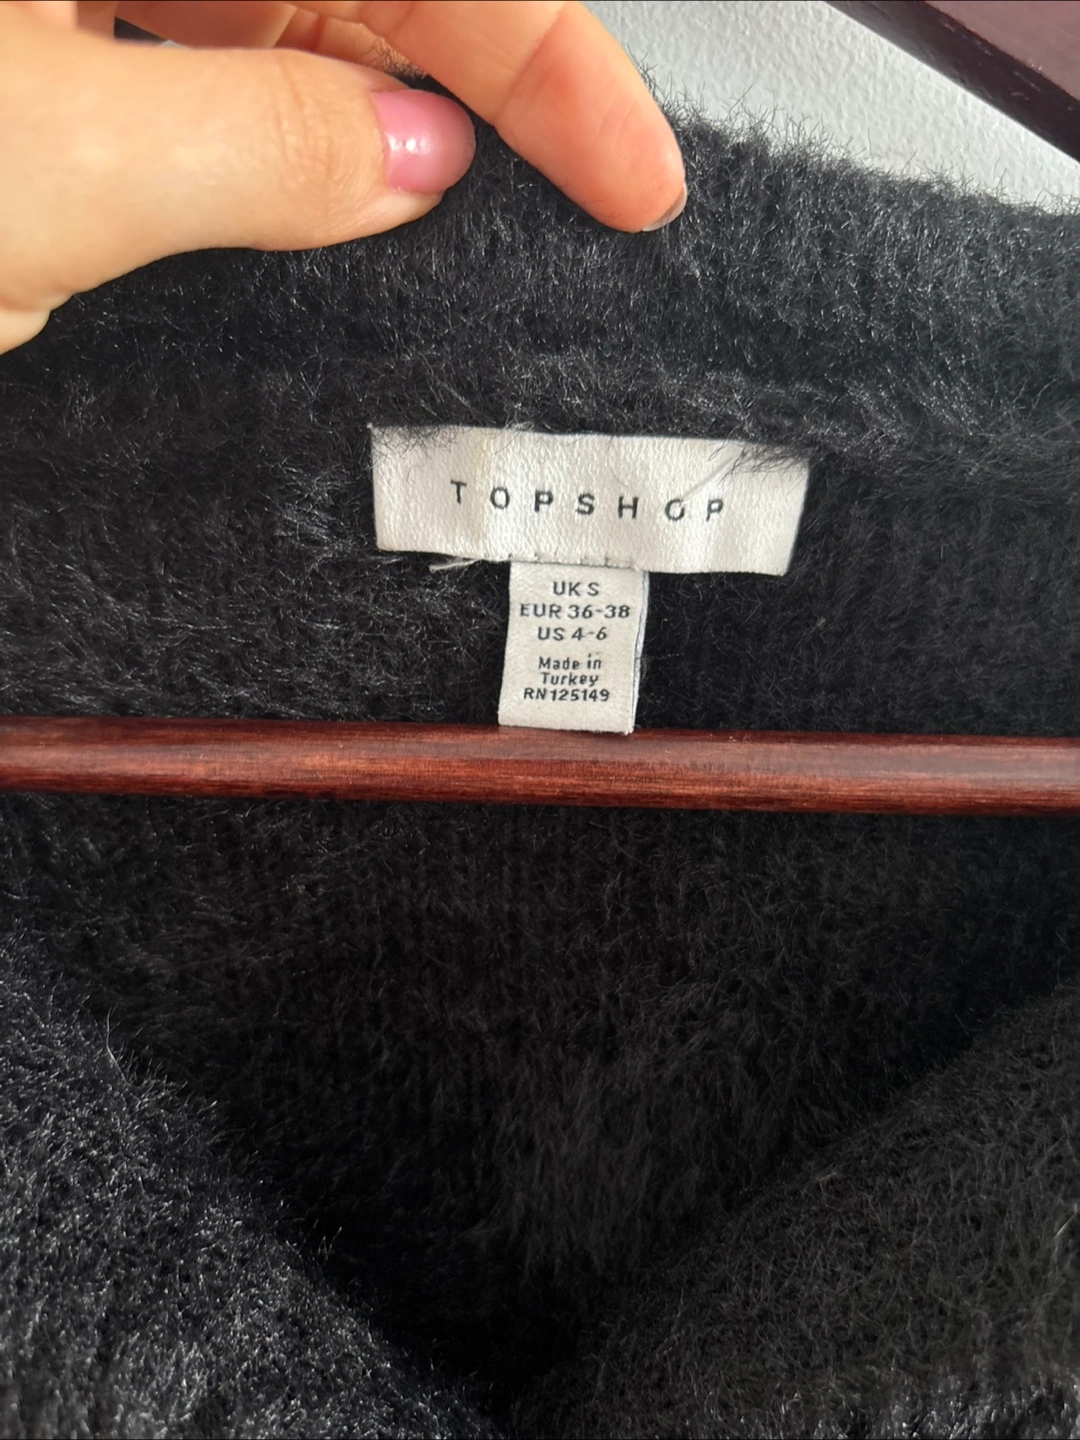 TOPSHOP
UK S
EUR 36-38
US 4-6
Made in
Turkey
RN125149